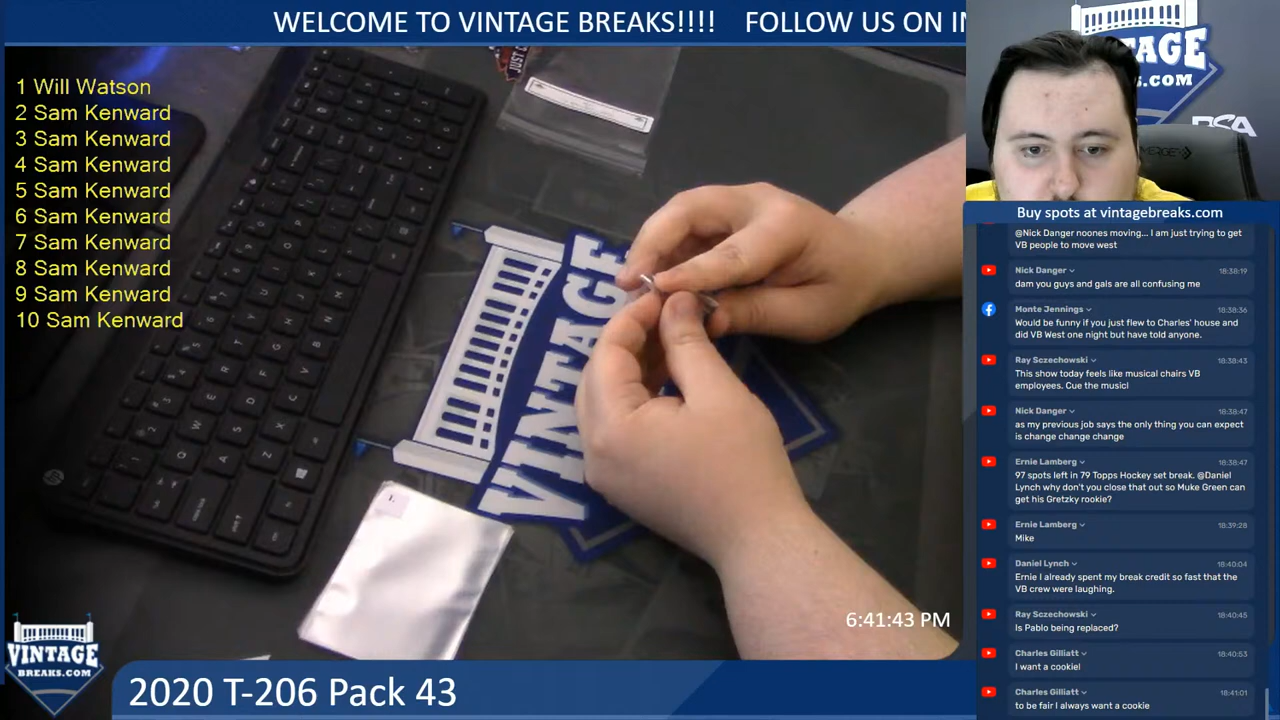 WELCOME TO VINTAGE BREAKS!!!! FOLLOW US ON IN
1 Will Watson
2 Sam Kenward
3 Sam Kenward
4 Sam Kenward
5 Sam Kenward
6 Sam Kenward
7 Sam Kenward
8 Sam Kenward
9 Sam Kenward
10 Sam Kenward
JUST
VINTAGE
1.
6:41:43 PM
VINTAGE
BREAKS.COM
2020 T-206 Pack 43
TAGE
.COM
PSA
Buy spots at vintagebreaks.com
@Nick Danger noones moving... I am just trying to get
VB people to move west
Nick Danger 18:38:19
dam you guys and gals are all confusing me
Monte Jennings 18:38:36
Would be funny if you just flew to Charles' house and
did VB West one night but have told anyone.
Ray Sczechowski 18:38:43
This show today feels like musical chairs VB
employees. Cue the music!
Nick Danger 18:38:47
as my previous job says the only thing you can expect
is change change change
Ernie Lamberg 18:38:47
97 spots left in 79 Topps Hockey set break. @Daniel
Lynch why don't you close that out so Muke Green can
get his Gretzky rookie?
Ernie Lamberg 18:39:28
Mike
Daniel Lynch 18:40:04
Ernie I already spent my break credit so fast that the
VB crew were laughing.
Ray Sczechowski 18:40:45
Is Pablo being replaced?
Charles Gilliatt 18:40:53
I want a cookie!
Charles Gilliatt 18:41:01
to be fair I always want a cookie